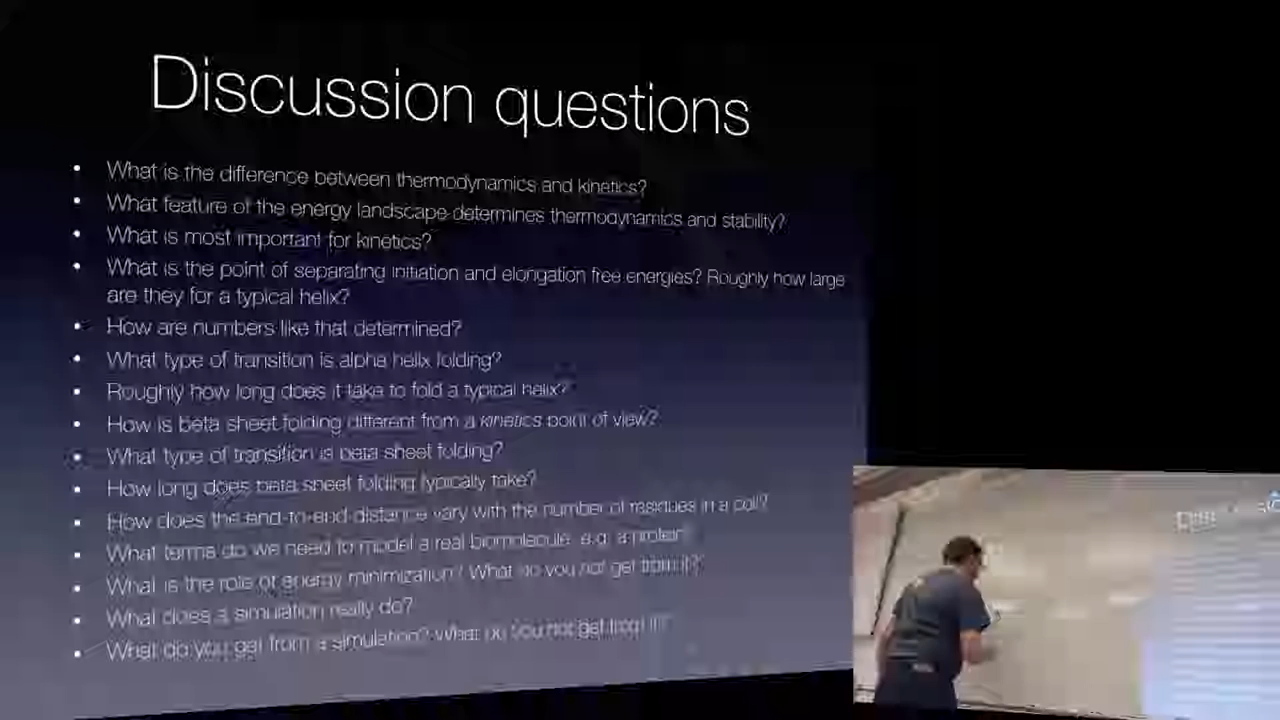 Discussion questions
• What is the difference between thermodynamics and kinetics?
• What feature of the energy landscape determines thermodynamics and stability?
• What is most important for kinetics?
• What is the point of separating initiation and elongation free energies? Roughly how large
are they for a typical helix?
• How are numbers like that determined?
• What type of transition is alpha helix folding?
• Roughly how long does it take to fold a typical helix?
• How is beta sheet folding different from a kinetics point of view?
• What type of transition is beta sheet folding?
• How long does beta sheet folding typically take?
• How does the end-to-end-distance vary with the number of residues in a coil?
• What terms do we need to model a real biomolecule, e.g. a protein?
• What is the role of energy minimization? What do you not get from it?
• What does a simulation really do?
• What do you get from a simulation? What do you not get from it?